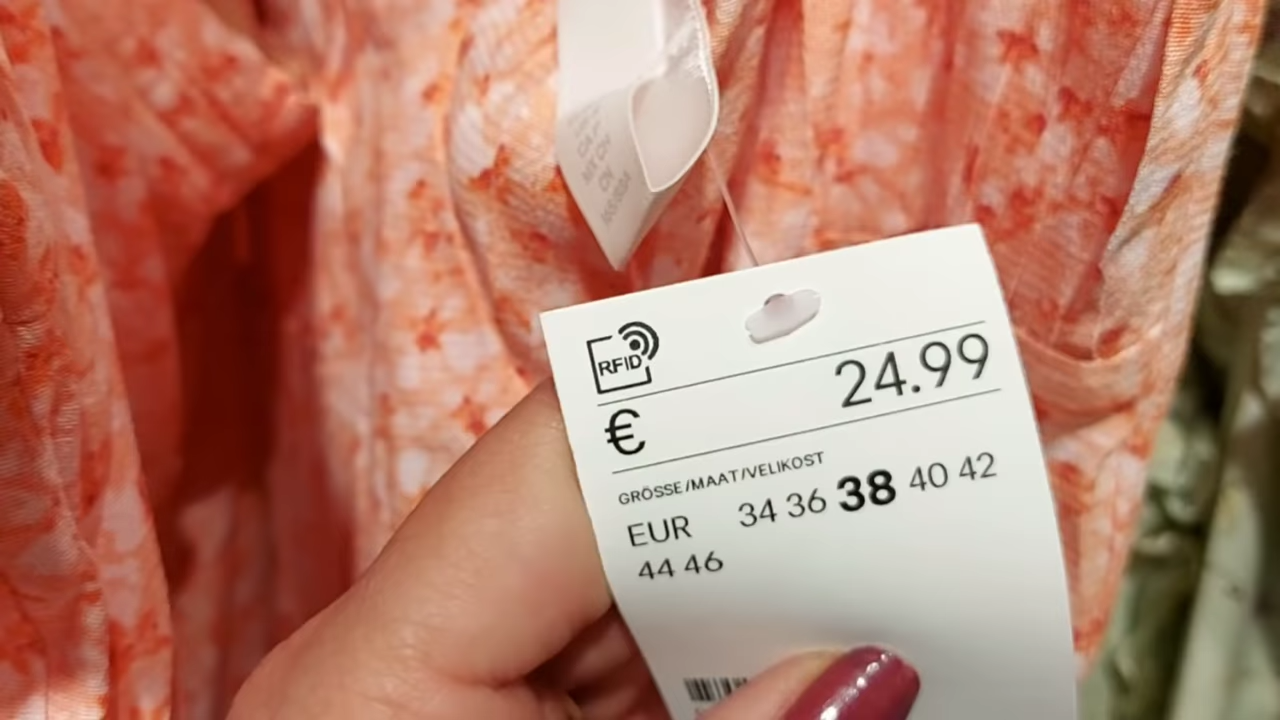 RFID
€ 24.99
GRÖSSE/MAAT/VELIKOST
EUR 34 36 38 40 42
44 46